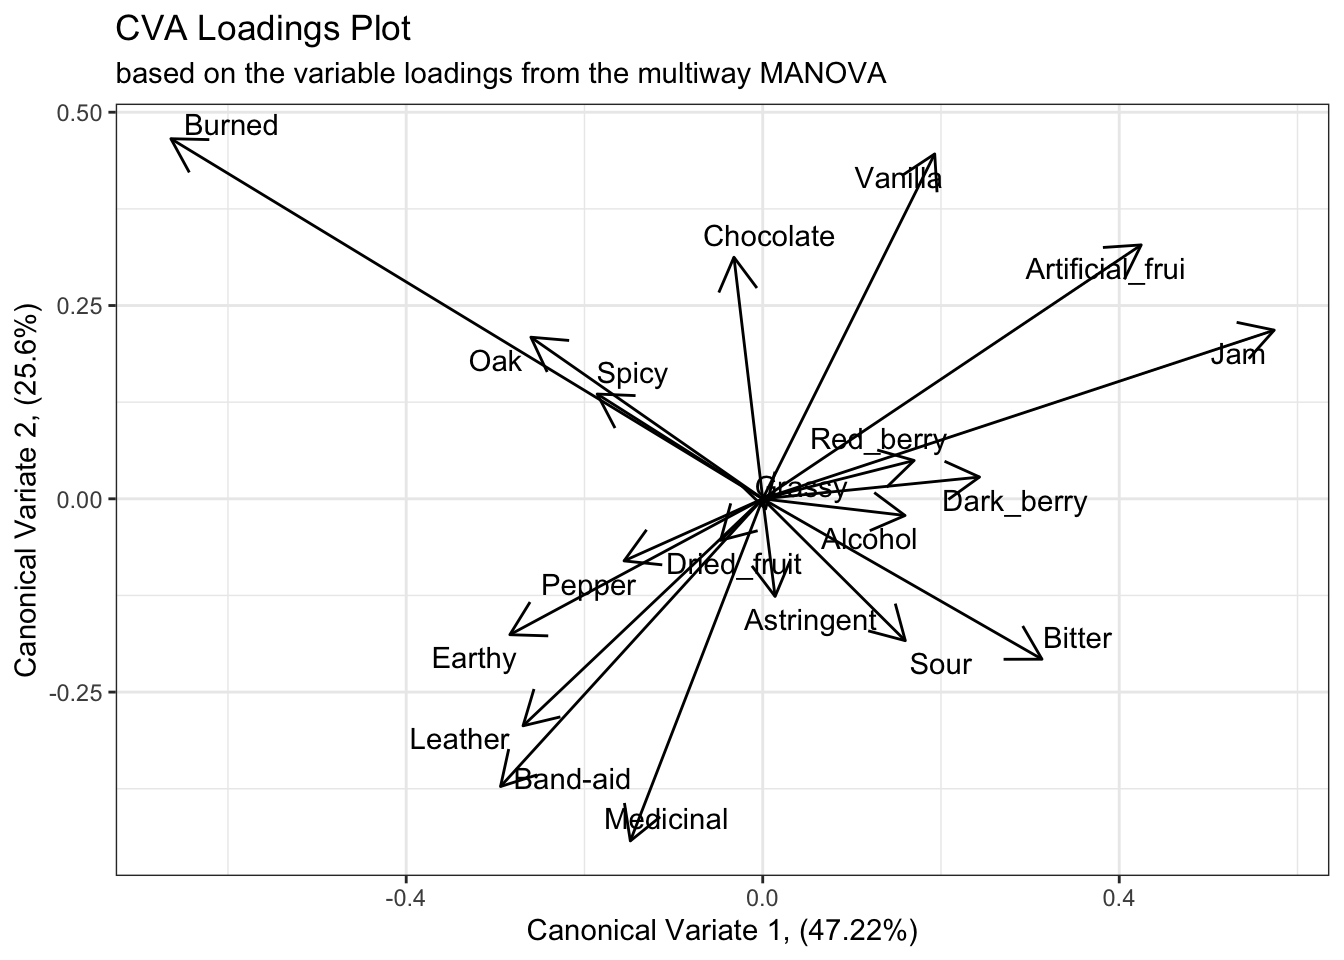 CVA Loadings Plot
based on the variable loadings from the multiway MANOVA
0.50
Burned
Vanilla
Chocolate
Artificial_frui
0.25
Jam
Oak
Spicy
Red_berry
Grassy
0.00
Dark_berry
Alcohol
Dried_fruit
Pepper
Astringent
Bitter
Earthy
Sour
-0.25
Leather
Band-aid
Medicinal
-0.4
0.0
0.4
Canonical Variate 1, (47.22%)
Canonical Variate 2, (25.6%)